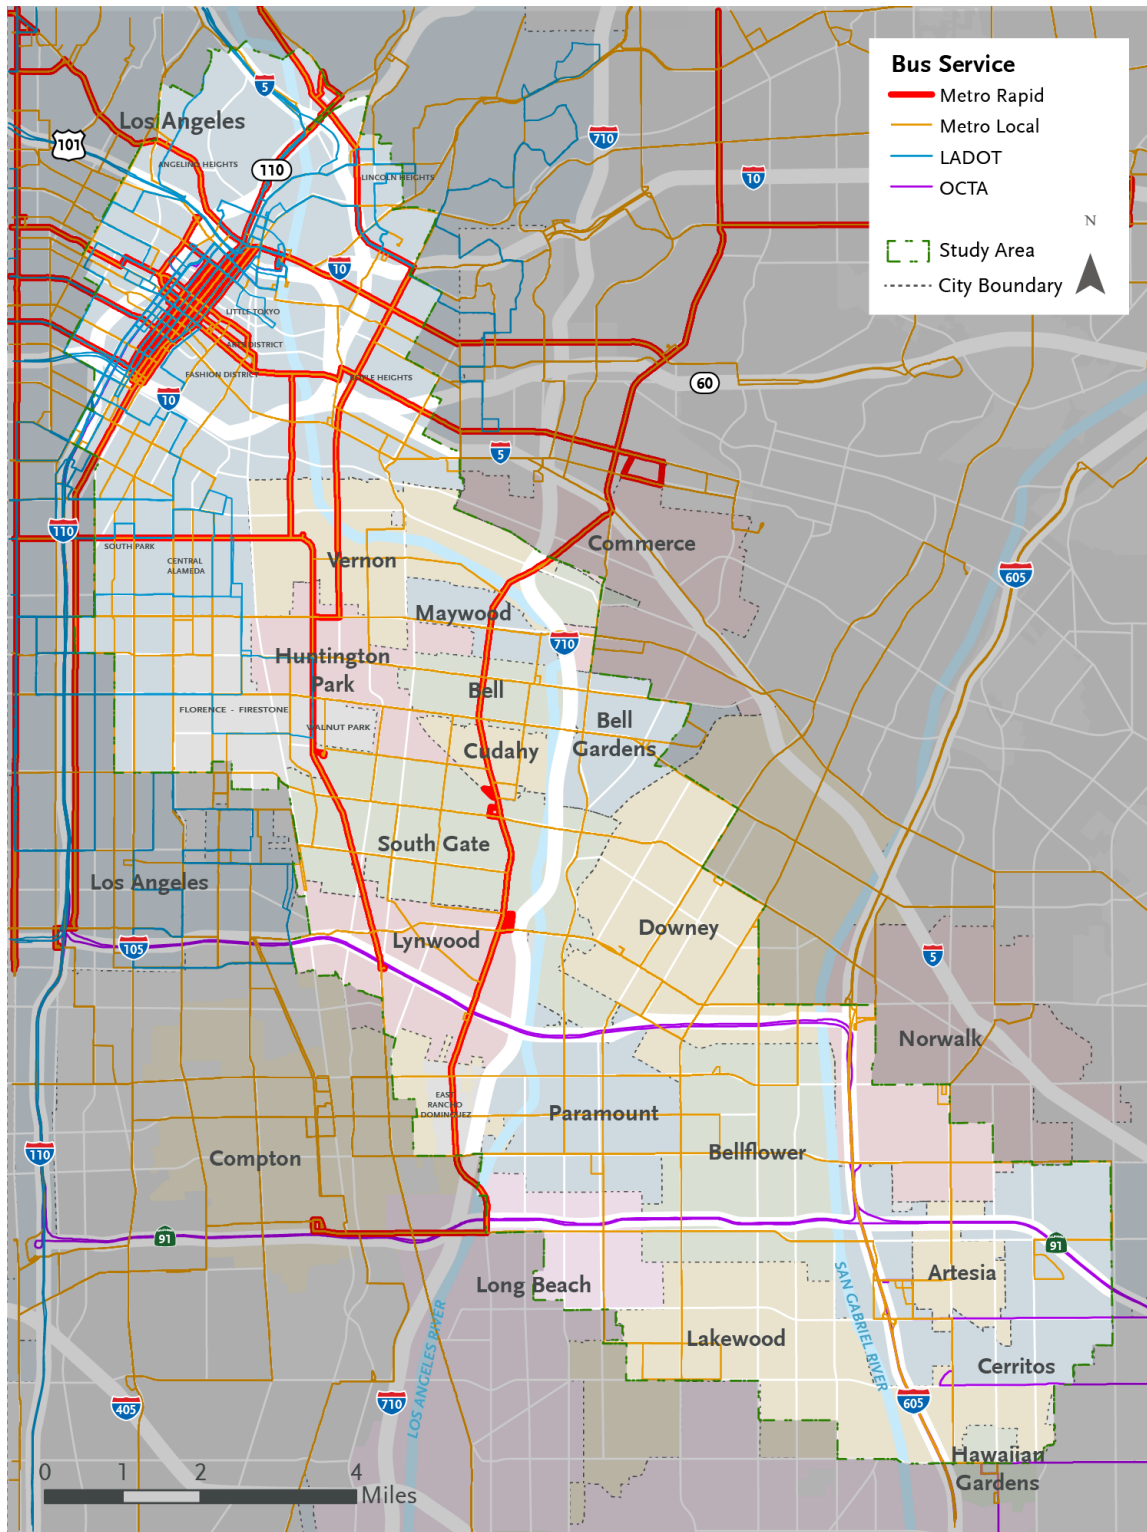 Bus Service
Metro Rapid
Metro Local
LADOT
OCTA
N
Study Area
City Boundary
5
Los Angeles
101
710
ANGELINO HEIGHTS
110
LINCOLN HEIGHTS
10
10
LITTLE TOKYO
ARTS DISTRICT
FASHION DISTRICT
BOYLE HEIGHTS
60
10
5
110
SOUTH PARK
CENTRAL
ALAMEDA
Vernon
Commerce
605
Maywood
710
Huntington
Park
Bell
FLORENCE - FIRESTONE
WALNUT PARK
Bell
Gardens
Cudahy
South Gate
Los Angeles
Downey
Lynwood
105
5
Norwalk
EAST
RANCHO
DOMINGUEZ
Paramount
110
Compton
Bellflower
91
91
Long Beach
Artesia
SAN GABRIEL RIVER
LOS ANGELES RIVER
Lakewood
Cerritos
405
710
605
Hawaiian
Gardens
0
1
2
4
Miles